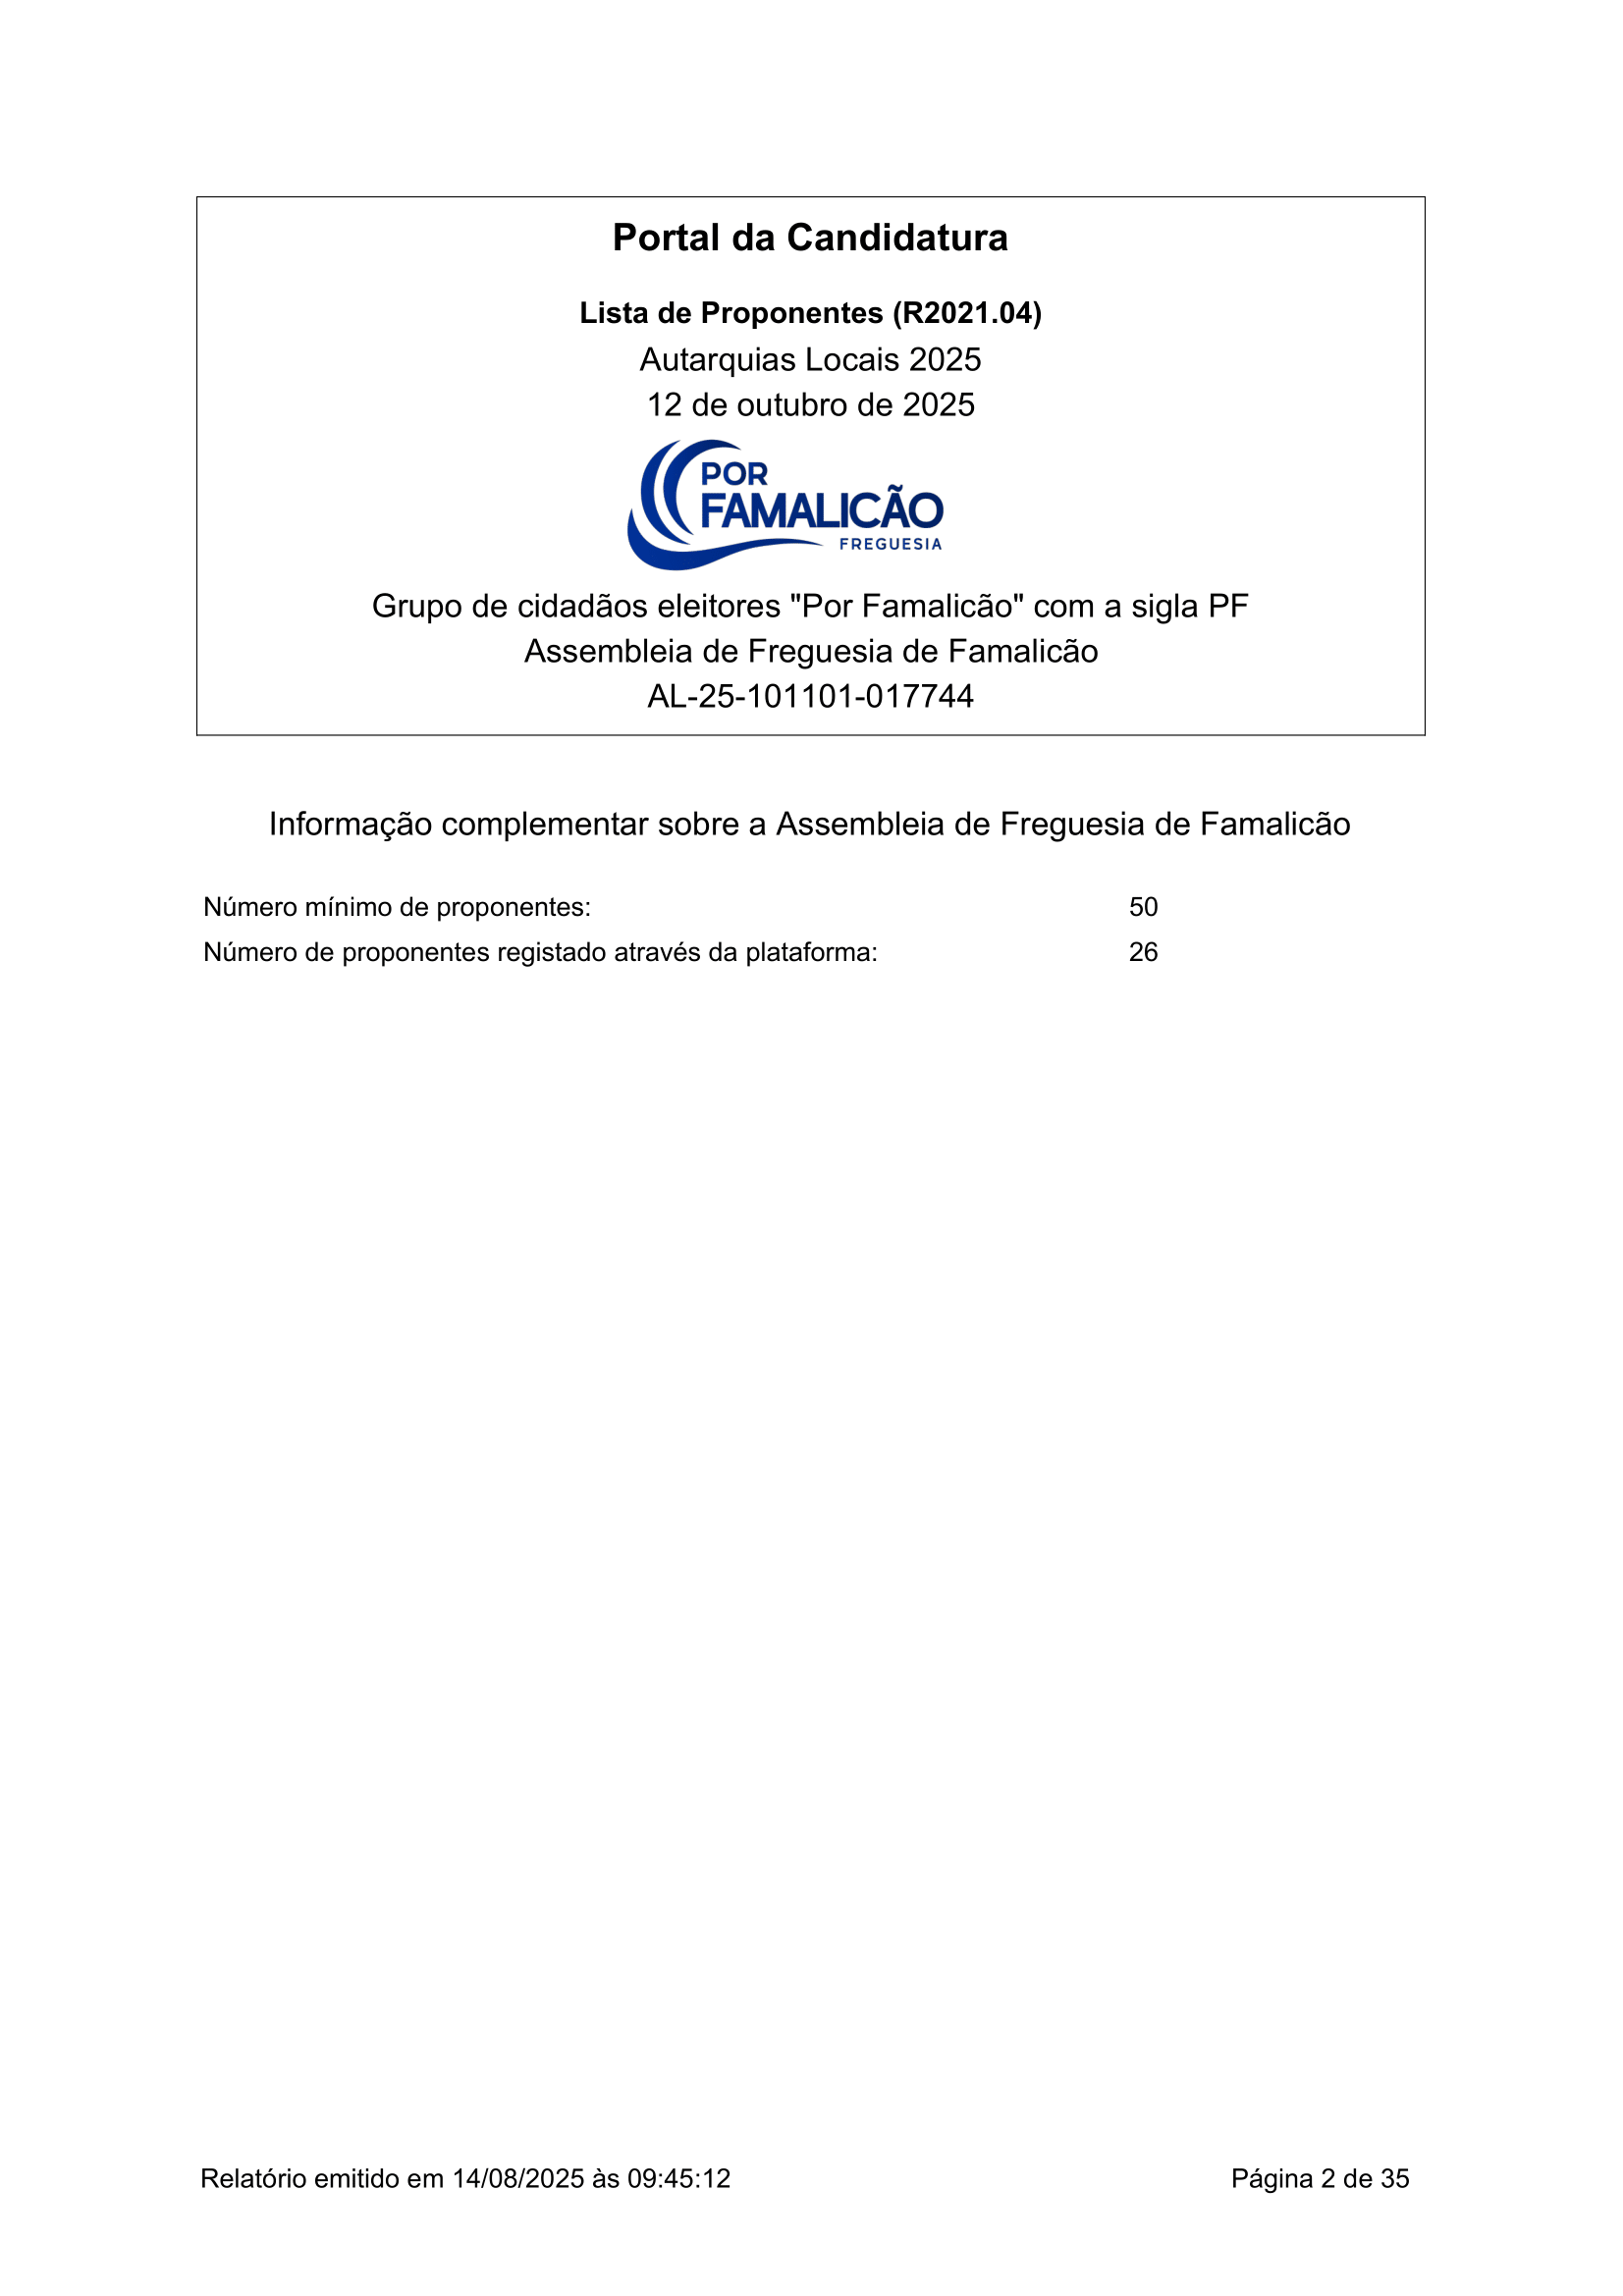 Portal da Candidatura
Lista de Proponentes (R2021.04)
Autarquias Locais 2025
12 de outubro de 2025
POR
FAMALICÃO
FREGUESIA
Grupo de cidadãos eleitores "Por Famalicão" com a sigla PF
Assembleia de Freguesia de Famalicão
AL-25-101101-017744
Informação complementar sobre a Assembleia de Freguesia de Famalicão
Número mínimo de proponentes: 50
Número de proponentes registado através da plataforma: 26
Relatório emitido em 14/08/2025 às 09:45:12 Página 2 de 35